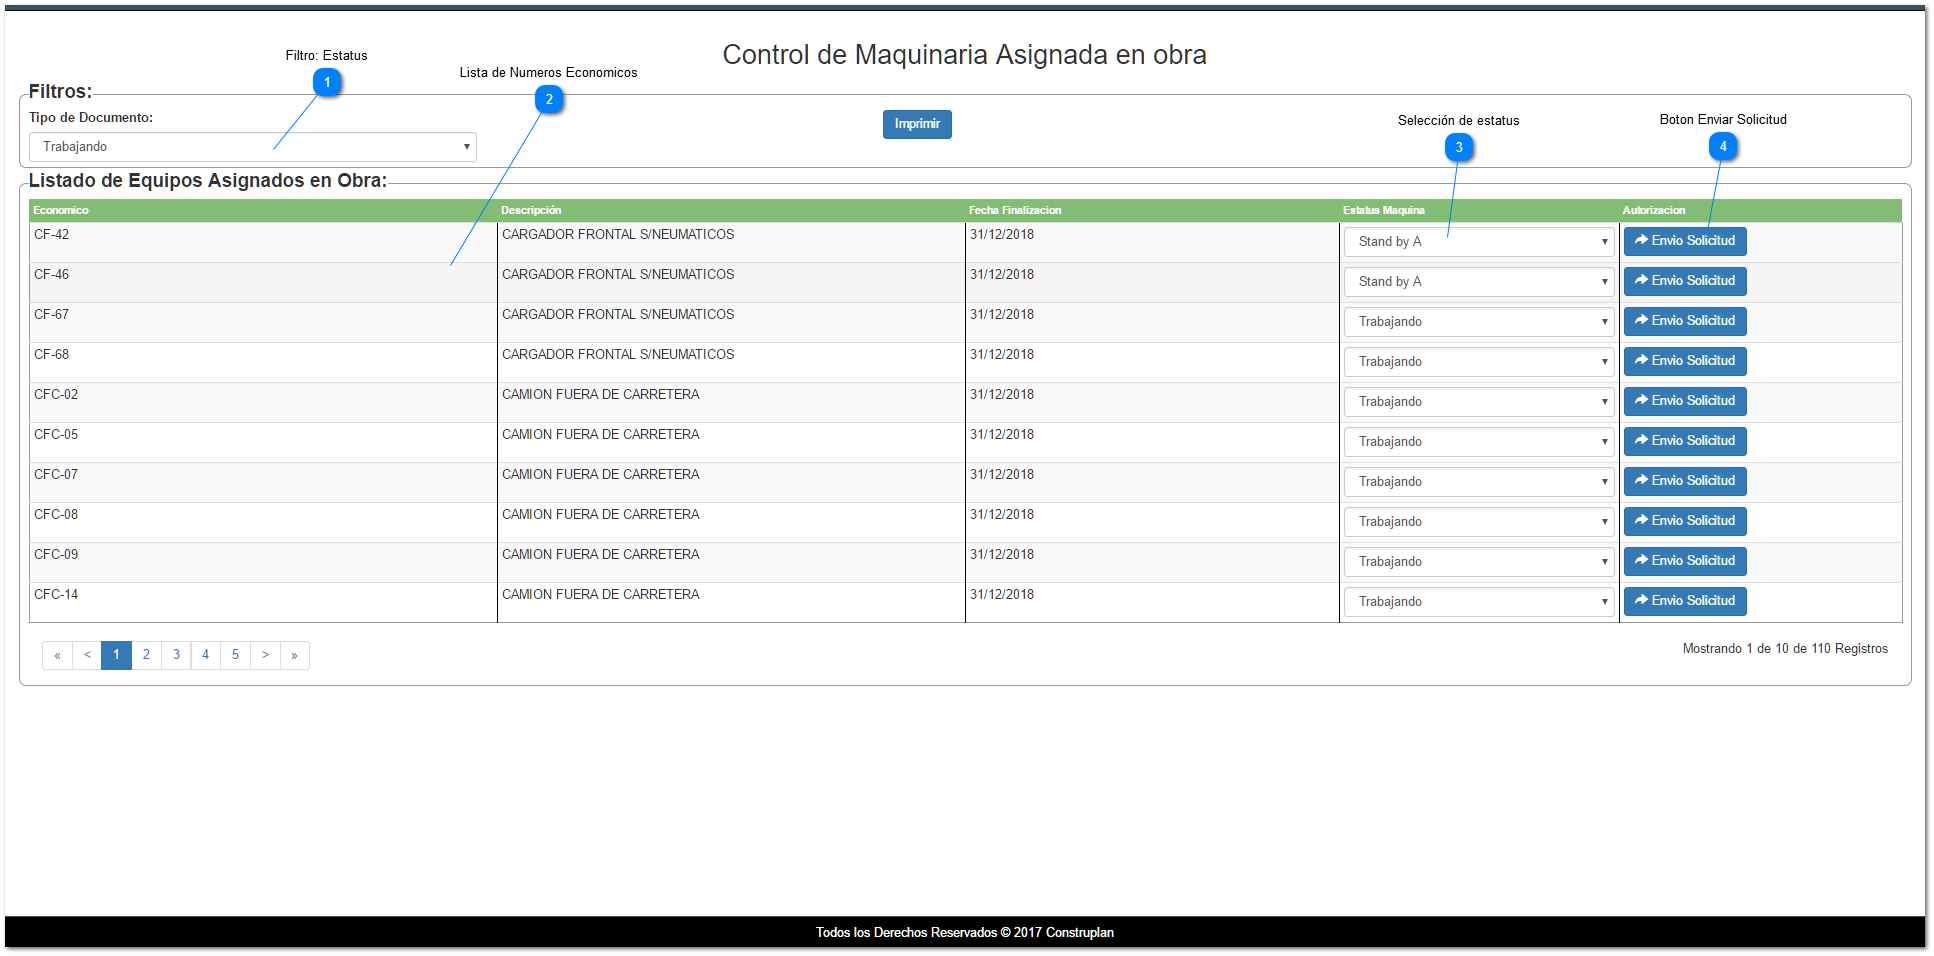 Control de Maquinaria Asignada en obra
Filtro: Estatus
1
Lista de Numeros Economicos
2
Filtros:
Tipo de Documento:
Trabajando
Imprimir
Selección de estatus
3
Boton Enviar Solicitud
4
Listado de Equipos Asignados en Obra:
Economico Descripción Fecha Finalizacion Estatus Maquina Autorizacion
CF-42 CARGADOR FRONTAL S/NEUMATICOS 31/12/2018 Stand by A Envio Solicitud
CF-46 CARGADOR FRONTAL S/NEUMATICOS 31/12/2018 Stand by A Envio Solicitud
CF-67 CARGADOR FRONTAL S/NEUMATICOS 31/12/2018 Trabajando Envio Solicitud
CF-68 CARGADOR FRONTAL S/NEUMATICOS 31/12/2018 Trabajando Envio Solicitud
CFC-02 CAMION FUERA DE CARRETERA 31/12/2018 Trabajando Envio Solicitud
CFC-05 CAMION FUERA DE CARRETERA 31/12/2018 Trabajando Envio Solicitud
CFC-07 CAMION FUERA DE CARRETERA 31/12/2018 Trabajando Envio Solicitud
CFC-08 CAMION FUERA DE CARRETERA 31/12/2018 Trabajando Envio Solicitud
CFC-09 CAMION FUERA DE CARRETERA 31/12/2018 Trabajando Envio Solicitud
CFC-14 CAMION FUERA DE CARRETERA 31/12/2018 Trabajando Envio Solicitud
« < 1 2 3 4 5 > »
Mostrando 1 de 10 de 110 Registros
Todos los Derechos Reservados © 2017 Construplan